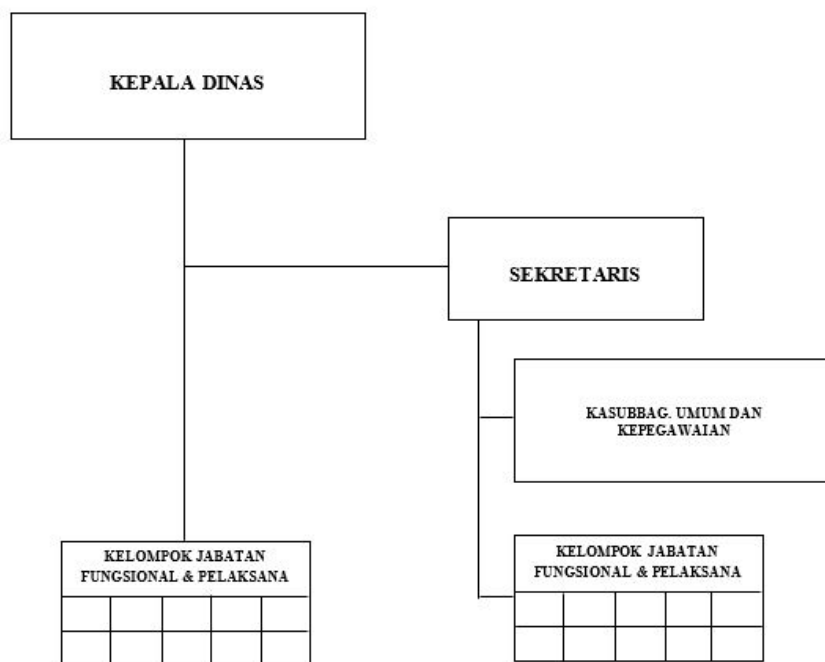 KEPALA DINAS
SEKRETARIS
KASUBBAG. UMUM DAN
KEPEGAWAIAN
KELOMPOK JABATAN
FUNGSIONAL & PELAKSANA
KELOMPOK JABATAN
FUNGSIONAL & PELAKSANA